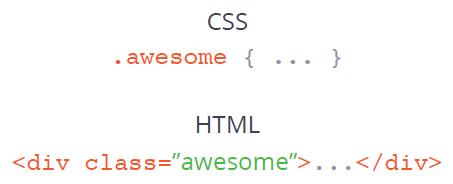 CSS
.awesome { ... }
HTML
<div class=”awesome”>...</div>